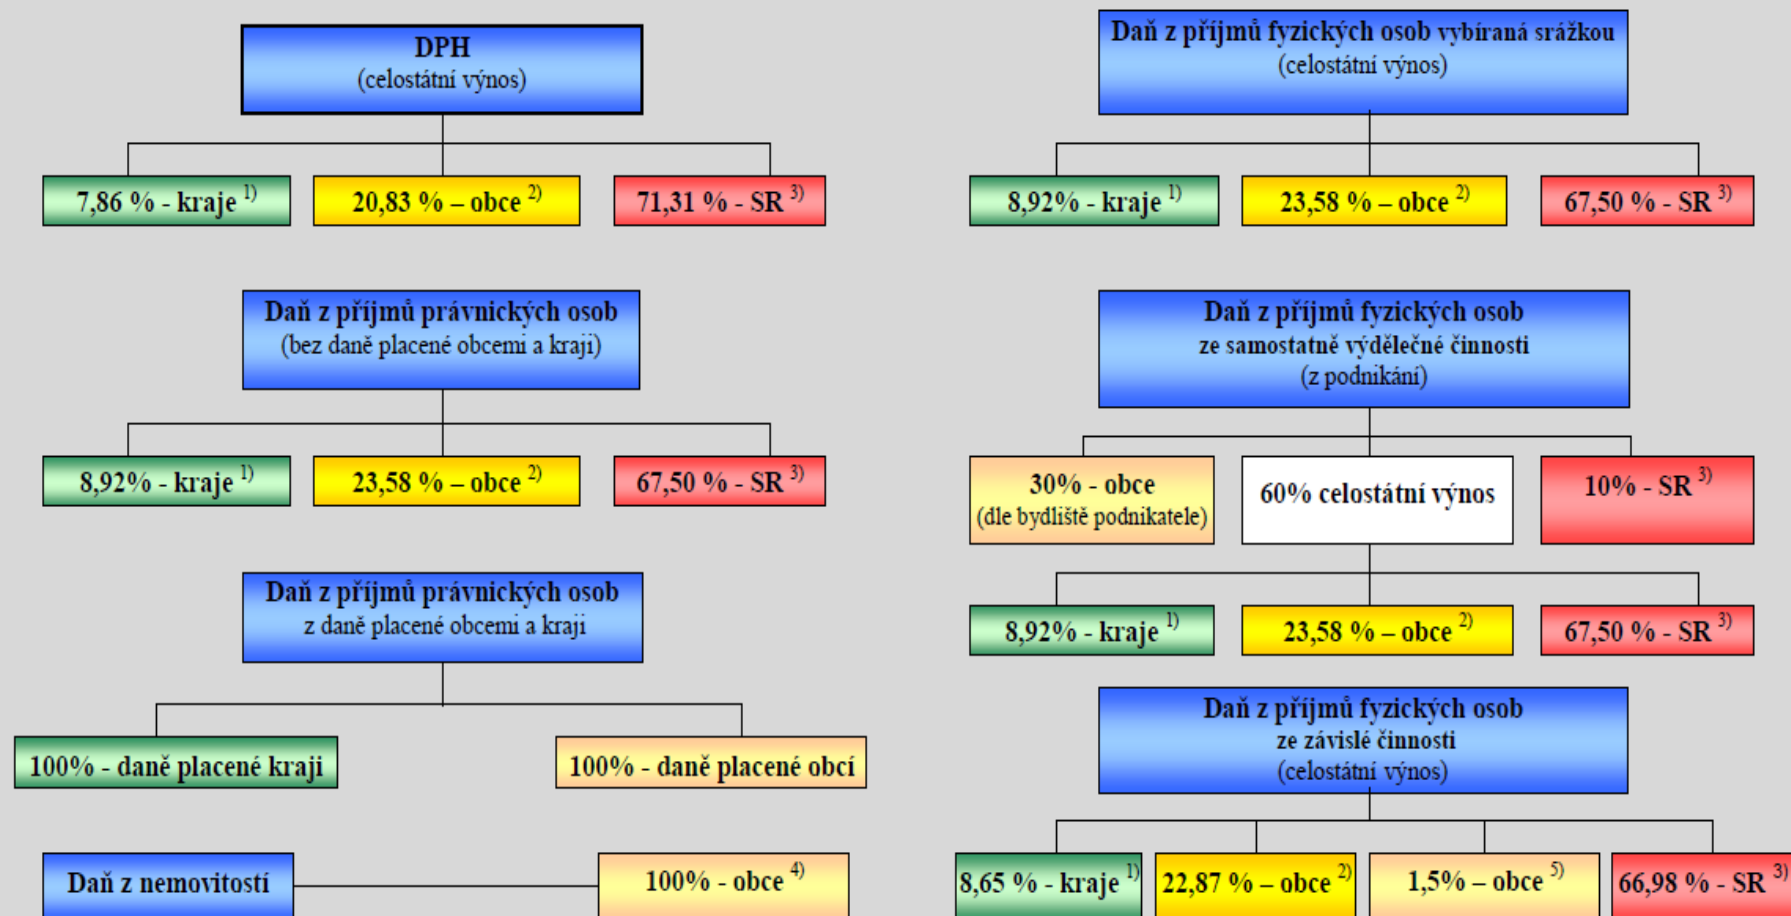 DPH
(celostátní výnos)
7,86 % - kraje 1)
20,83 % – obce 2)
71,31 % - SR 3)
Daň z příjmů právnických osob
(bez daně placené obcemi a kraji)
8,92% - kraje 1)
23,58 % – obce 2)
67,50 % - SR 3)
Daň z příjmů právnických osob
z daně placené obcemi a kraji
100% - daně placené kraji
100% - daně placené obcí
Daň z nemovitostí
100% - obce 4)
Daň z příjmů fyzických osob vybíraná srážkou
(celostátní výnos)
8,92% - kraje 1)
23,58 % – obce 2)
67,50 % - SR 3)
Daň z příjmů fyzických osob
ze samostatně výdělečné činnosti
(z podnikání)
30% - obce
(dle bydliště podnikatele)
60% celostátní výnos
10% - SR 3)
8,92% - kraje 1)
23,58 % – obce 2)
67,50 % - SR 3)
Daň z příjmů fyzických osob
ze závislé činnosti
(celostátní výnos)
8,65 % - kraje 1)
22,87 % – obce 2)
1,5% – obce 5)
66,98 % - SR 3)